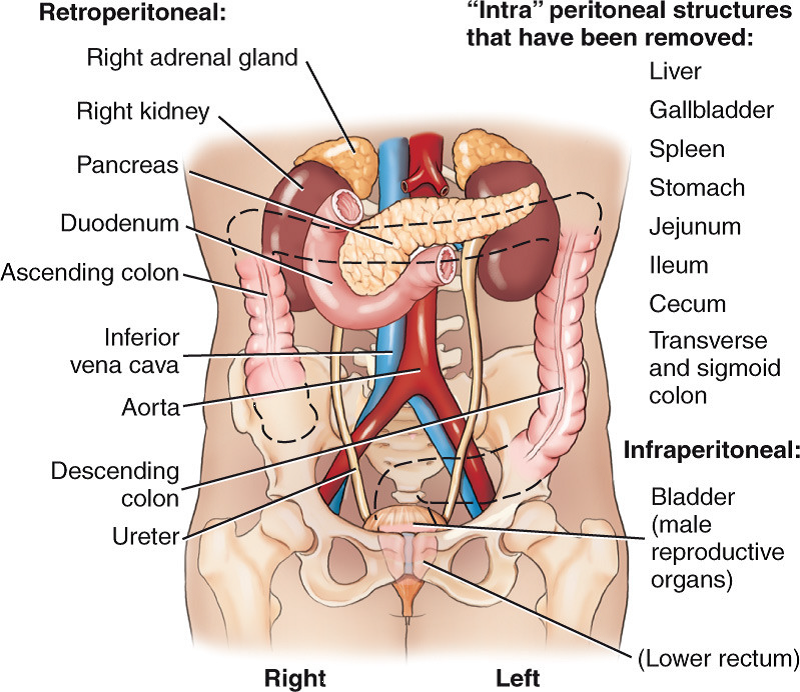 Retroperitoneal:
Right adrenal gland
Right kidney
Pancreas
Duodenum
Ascending colon
Inferior
vena cava
Aorta
Descending
colon
Ureter
“Intra” peritoneal structures
that have been removed:
Liver
Gallbladder
Spleen
Stomach
Jejunum
Ileum
Cecum
Transverse
and sigmoid
colon
Infraperitoneal:
Bladder
(male
reproductive
organs)
(Lower rectum)
Right
Left